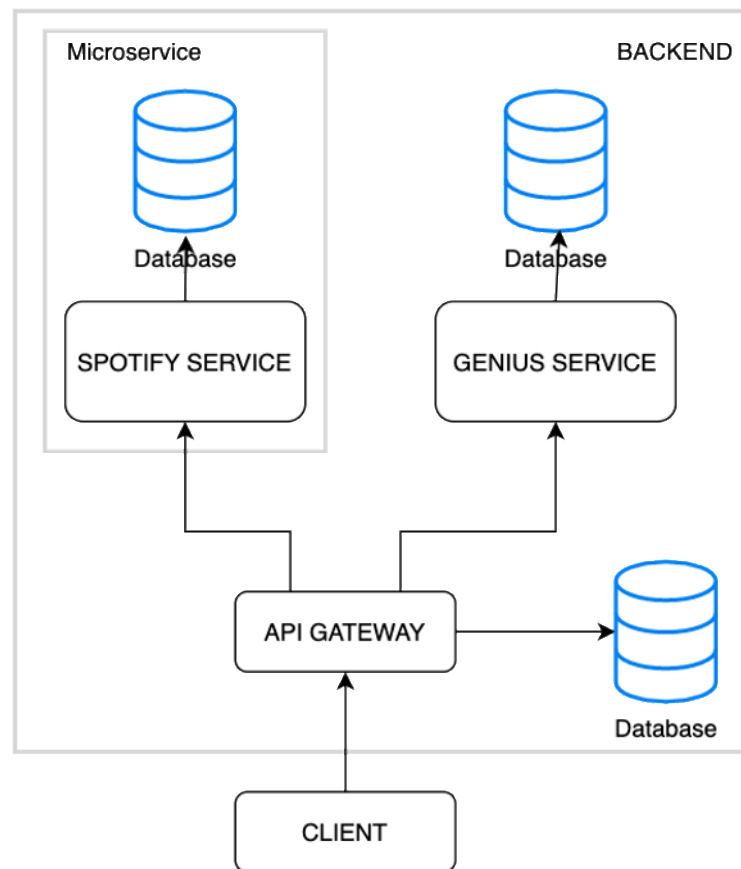 Microservice
BACKEND
Database
Database
SPOTIFY SERVICE
GENIUS SERVICE
API GATEWAY
Database
CLIENT